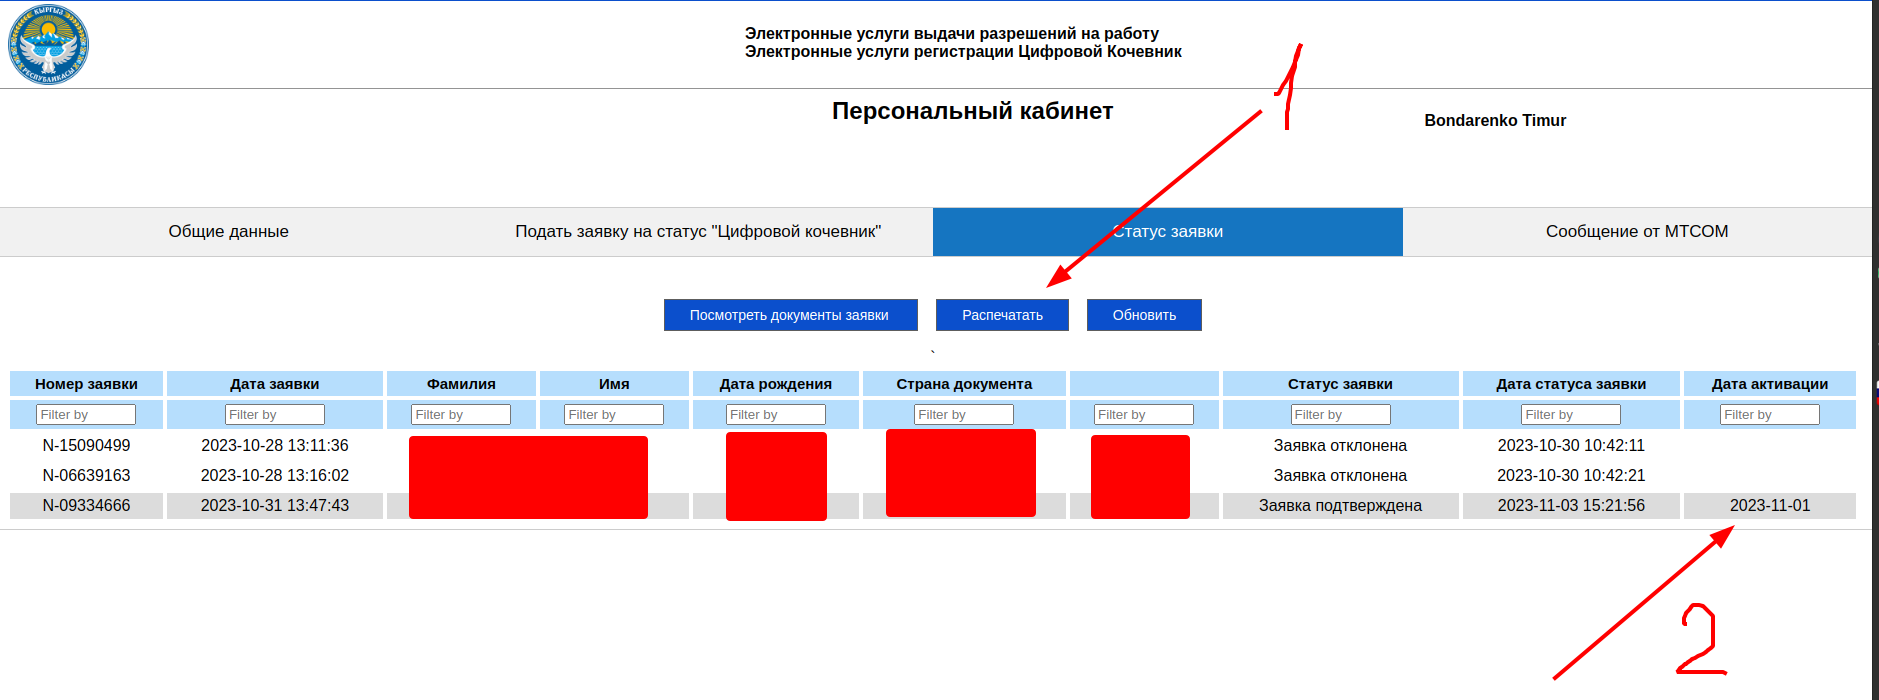 КЫРГЫЗ
РЕСПУБЛИКАСЫ
Электронные услуги выдачи разрешений на работу
Электронные услуги регистрации Цифровой Кочевник
1
Персональный кабинет
Bondarenko Timur
Общие данные Подать заявку на статус "Цифровой кочевник" Статус заявки Сообщение от МТСОМ
Посмотреть документы заявки Распечатать Обновить
`
Номер заявки Дата заявки Фамилия Имя Дата рождения Страна документа Статус заявки Дата статуса заявки Дата активации
Filter by Filter by Filter by Filter by Filter by Filter by Filter by Filter by Filter by Filter by
N-15090499 2023-10-28 13:11:36 Заявка отклонена 2023-10-30 10:42:11
N-06639163 2023-10-28 13:16:02 Заявка отклонена 2023-10-30 10:42:21
N-09334666 2023-10-31 13:47:43 Заявка подтверждена 2023-11-03 15:21:56 2023-11-01
2